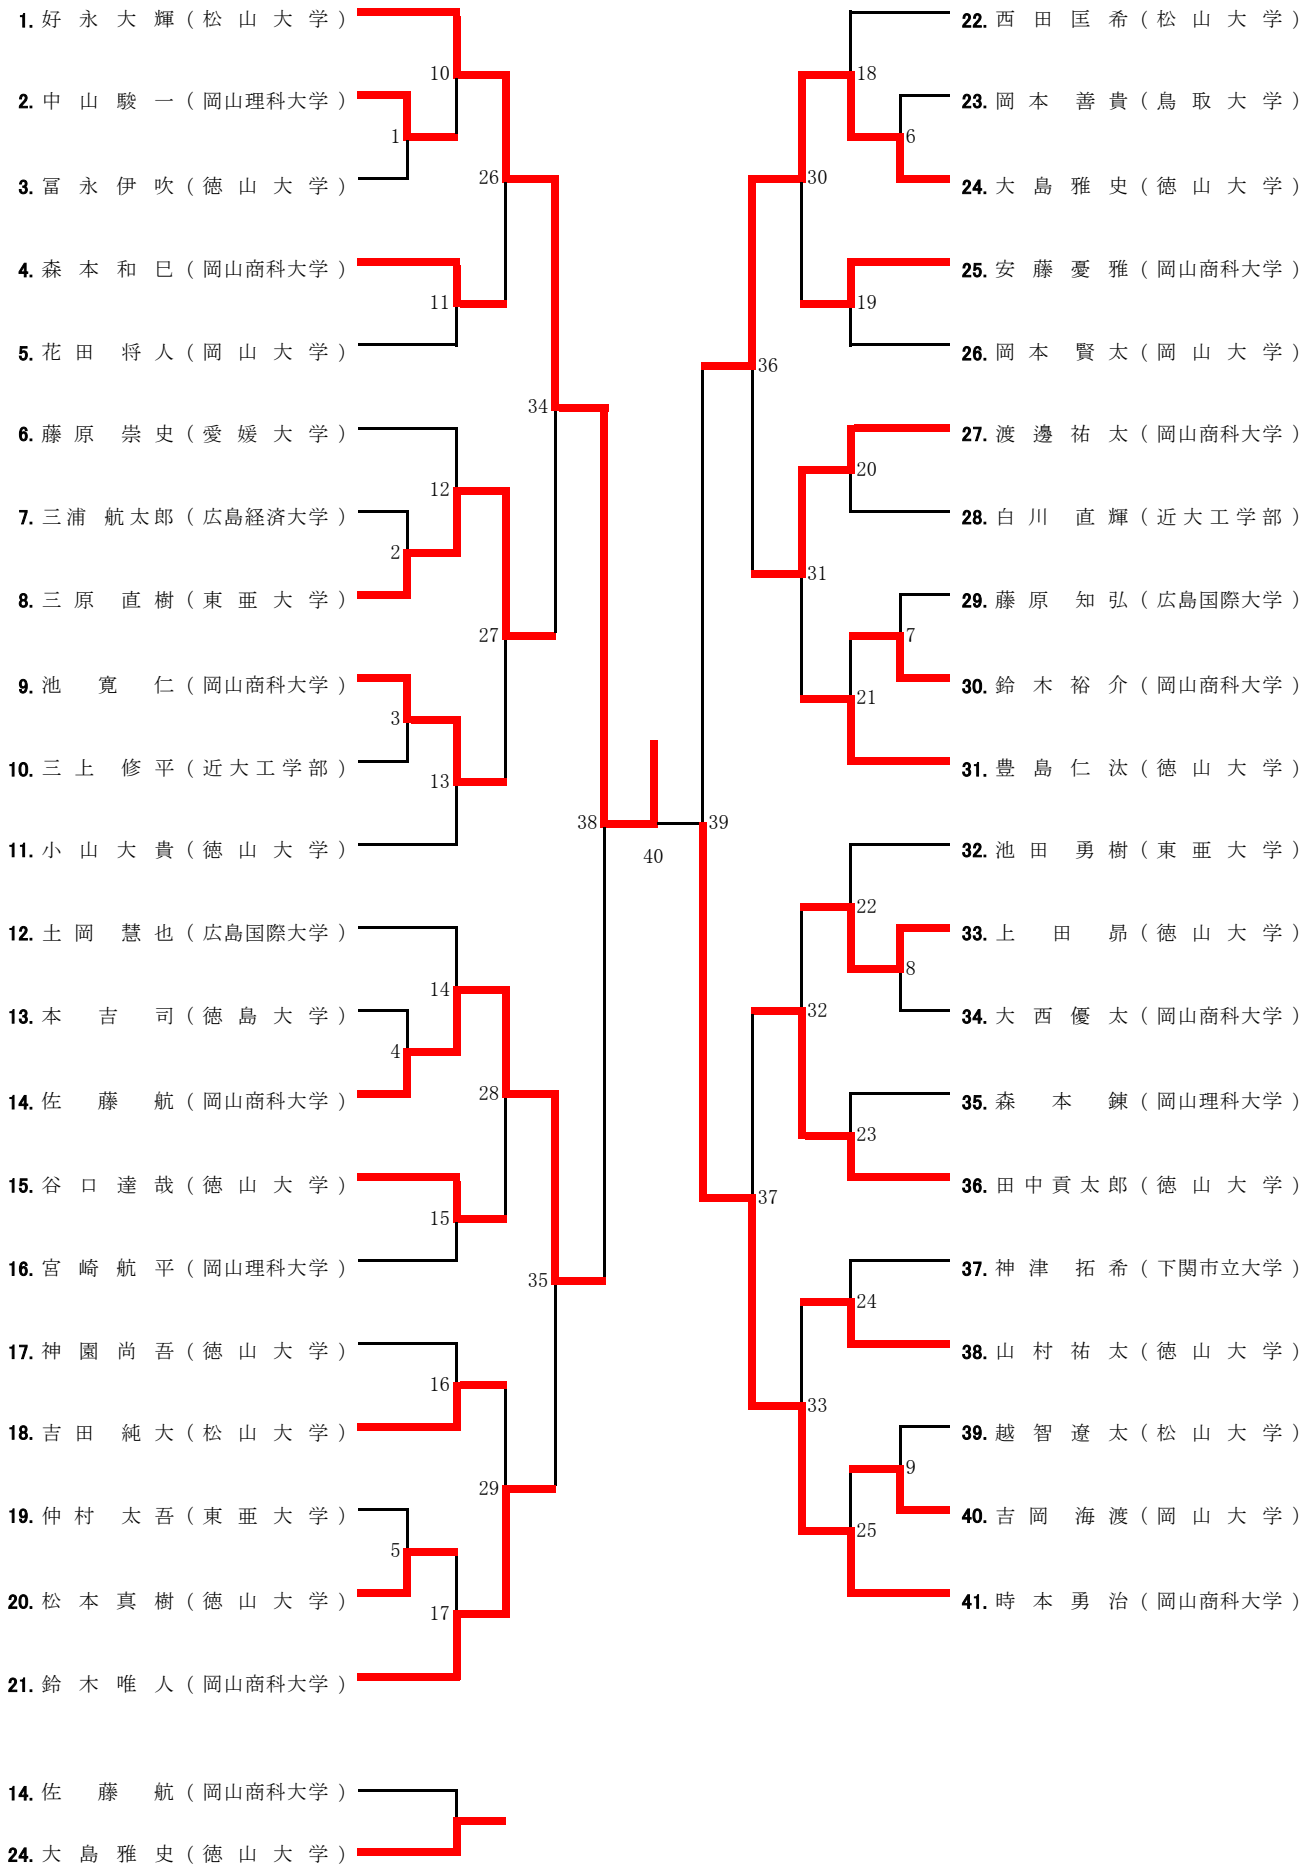 1. 好永大輝(松山大学)
2. 中山駿一(岡山理科大学)
3. 冨永伊吹(徳山大学)
4. 森本和巳(岡山商科大学)
5. 花田将人(岡山大学)
6. 藤原崇史(愛媛大学)
7. 三浦航太郎(広島経済大学)
8. 三原直樹(東亜大学)
9. 池寛仁(岡山商科大学)
10. 三上修平(近大工学部)
11. 小山大貴(徳山大学)
12. 土岡慧也(広島国際大学)
13. 本吉司(徳島大学)
14. 佐藤航(岡山商科大学)
15. 谷口達哉(徳山大学)
16. 宮崎航平(岡山理科大学)
17. 神園尚吾(徳山大学)
18. 吉田純大(松山大学)
19. 仲村太吾(東亜大学)
20. 松本真樹(徳山大学)
21. 鈴木唯人(岡山商科大学)
1
2
3
4
5
10
11
12
13
14
15
16
17
26
27
28
29
34
35
38
40
39
36
37
30
31
32
33
18
19
20
21
22
23
24
25
6
7
8
9
22. 西田匡希(松山大学)
23. 岡本善貴(鳥取大学)
24. 大島雅史(徳山大学)
25. 安藤憂雅(岡山商科大学)
26. 岡本賢太(岡山大学)
27. 渡邊祐太(岡山商科大学)
28. 白川直輝(近大工学部)
29. 藤原知弘(広島国際大学)
30. 鈴木裕介(岡山商科大学)
31. 豊島仁汰(徳山大学)
32. 池田勇樹(東亜大学)
33. 上田昴(徳山大学)
34. 大西優太(岡山商科大学)
35. 森本錬(岡山理科大学)
36. 田中貢太郎(徳山大学)
37. 神津拓希(下関市立大学)
38. 山村祐太(徳山大学)
39. 越智遼太(松山大学)
40. 吉岡海渡(岡山大学)
41. 時本勇治(岡山商科大学)
14. 佐藤航(岡山商科大学)
24. 大島雅史(徳山大学)